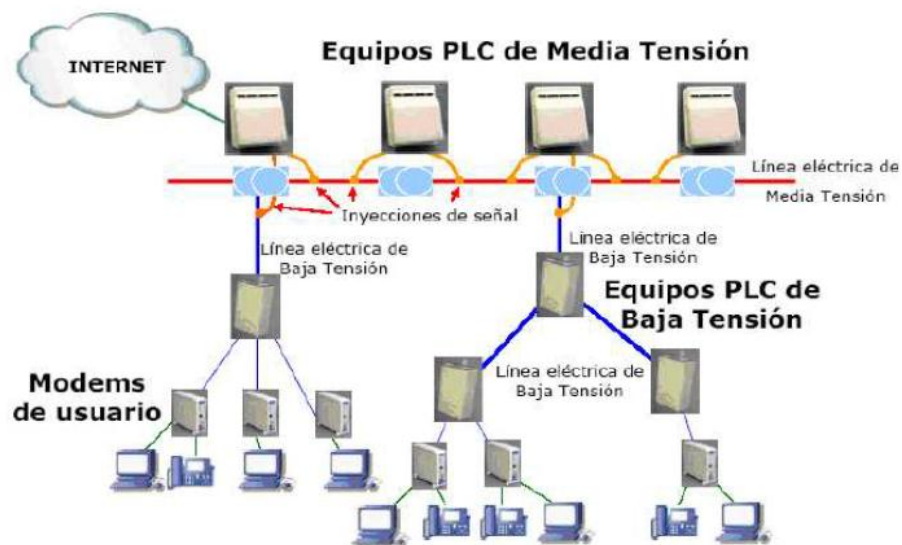 Equipos PLC de Media Tensión
INTERNET
Línea eléctrica de
Media Tensión
Inyecciones de señal
Línea eléctrica de
Baja Tensión
Línea eléctrica de
Baja Tensión
Equipos PLC de
Baja Tensión
Línea eléctrica de
Baja Tensión
Modems
de usuario